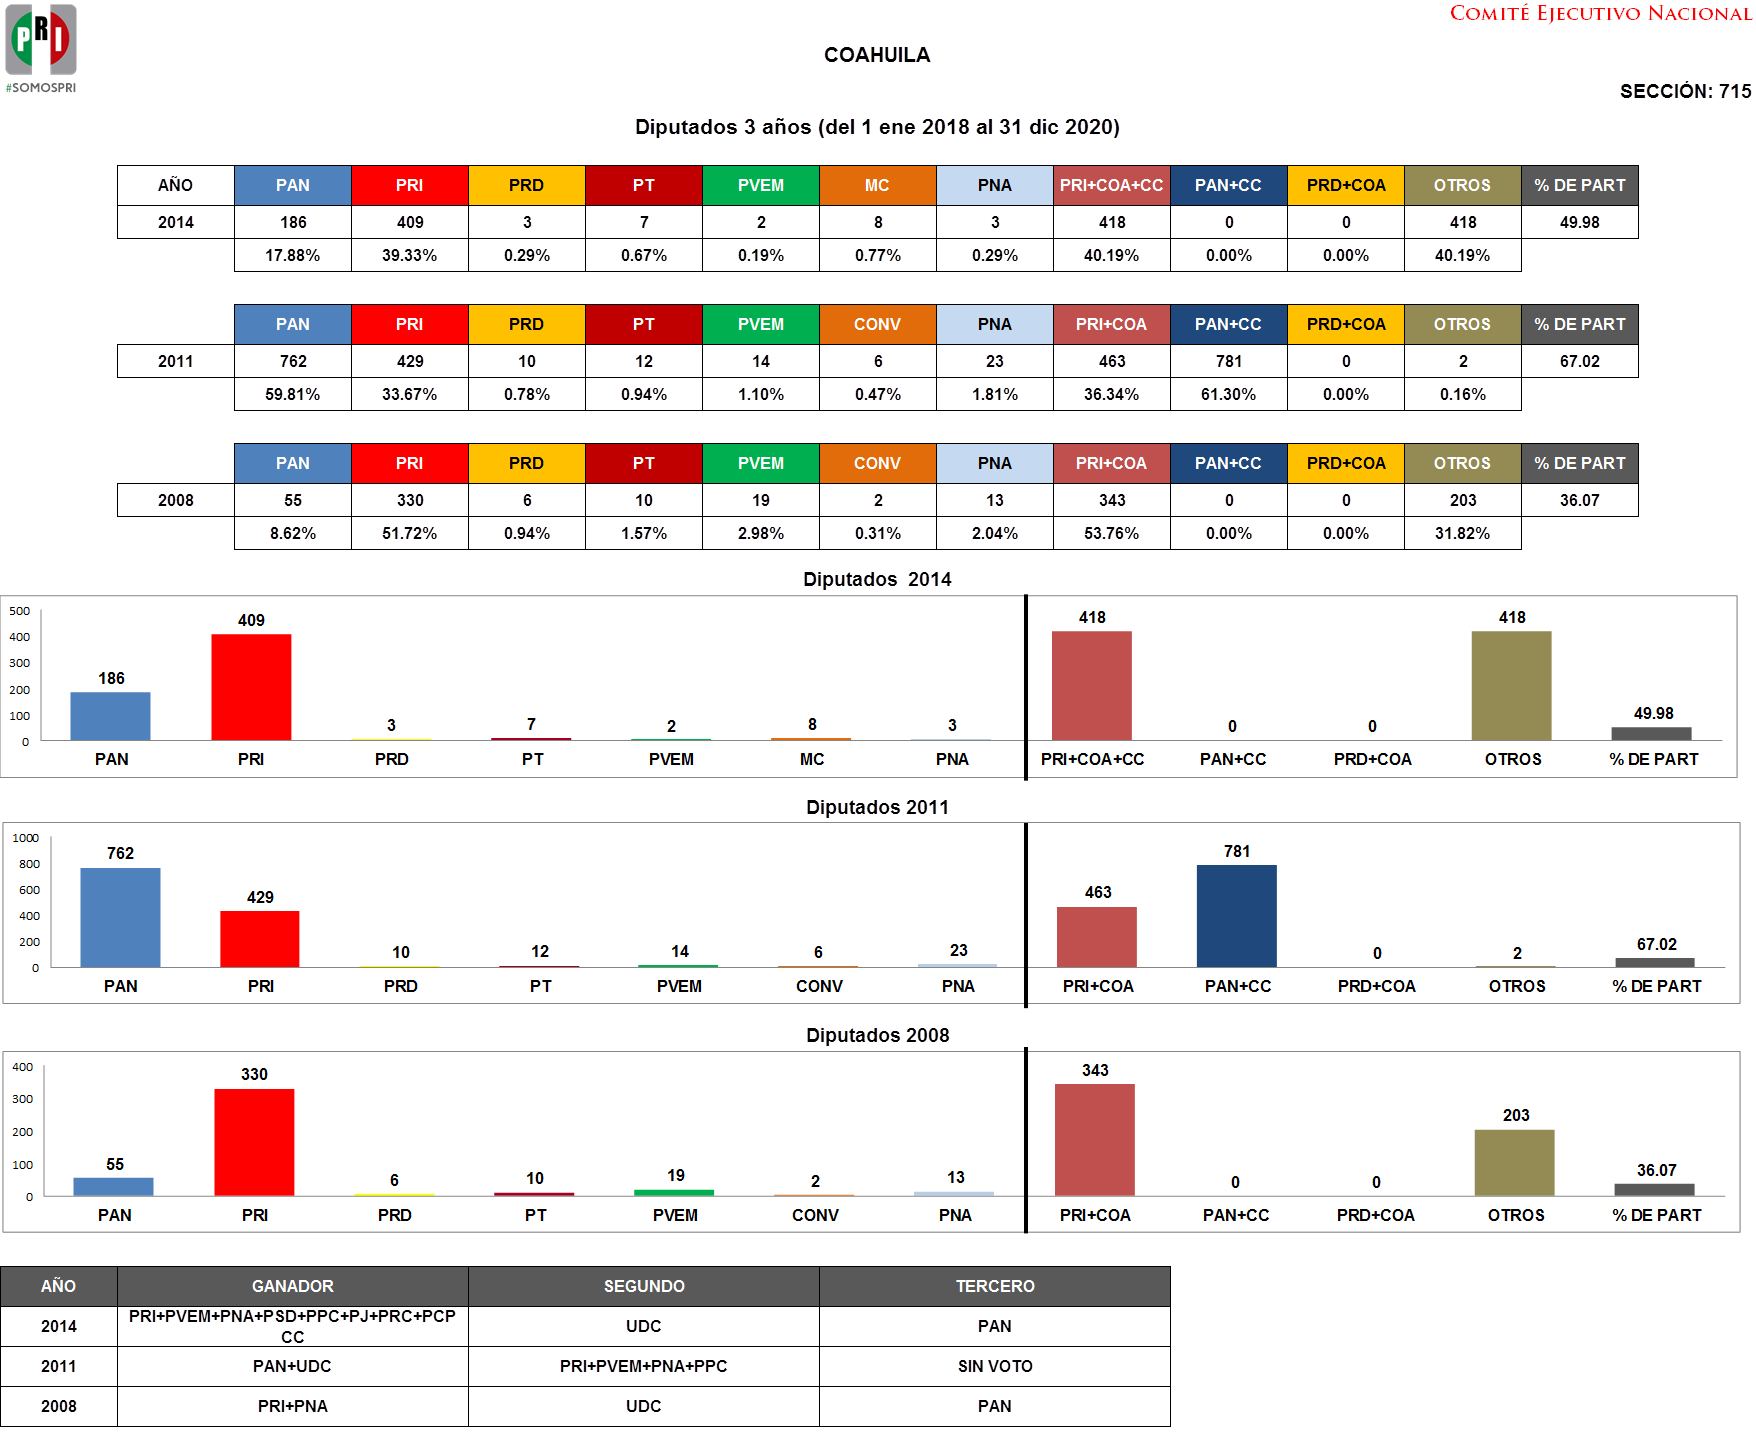 PRI
#SOMOSPRI
COMITÉ EJECUTIVO NACIONAL
COAHUILA
SECCIÓN: 715
Diputados 3 años (del 1 ene 2018 al 31 dic 2020)
AÑO PAN PRI PRD PT PVEM MC PNA PRI+COA+CC PAN+CC PRD+COA OTROS % DE PART
2014 186 409 3 7 2 8 3 418 0 0 418 49.98
17.88% 39.33% 0.29% 0.67% 0.19% 0.77% 0.29% 40.19% 0.00% 0.00% 40.19%
PAN PRI PRD PT PVEM CONV PNA PRI+COA PAN+CC PRD+COA OTROS % DE PART
2011 762 429 10 12 14 6 23 463 781 0 2 67.02
59.81% 33.67% 0.78% 0.94% 1.10% 0.47% 1.81% 36.34% 61.30% 0.00% 0.16%
PAN PRI PRD PT PVEM CONV PNA PRI+COA PAN+CC PRD+COA OTROS % DE PART
2008 55 330 6 10 19 2 13 343 0 0 203 36.07
8.62% 51.72% 0.94% 1.57% 2.98% 0.31% 2.04% 53.76% 0.00% 0.00% 31.82%
Diputados 2014
500
400
300
200
100
0
186 409 3 7 2 8 3 418 0 0 418 49.98
PAN PRI PRD PT PVEM MC PNA PRI+COA+CC PAN+CC PRD+COA OTROS % DE PART
Diputados 2011
1000
800
600
400
200
0
762 429 10 12 14 6 23 463 781 0 2 67.02
PAN PRI PRD PT PVEM CONV PNA PRI+COA PAN+CC PRD+COA OTROS % DE PART
Diputados 2008
400
300
200
100
0
55 330 6 10 19 2 13 343 0 0 203 36.07
PAN PRI PRD PT PVEM CONV PNA PRI+COA PAN+CC PRD+COA OTROS % DE PART
AÑO GANADOR SEGUNDO TERCERO
2014 PRI+PVEM+PNA+PSD+PPC+PJ+PRC+PCP UDC PAN
CC
2011 PAN+UDC PRI+PVEM+PNA+PPC SIN VOTO
2008 PRI+PNA UDC PAN